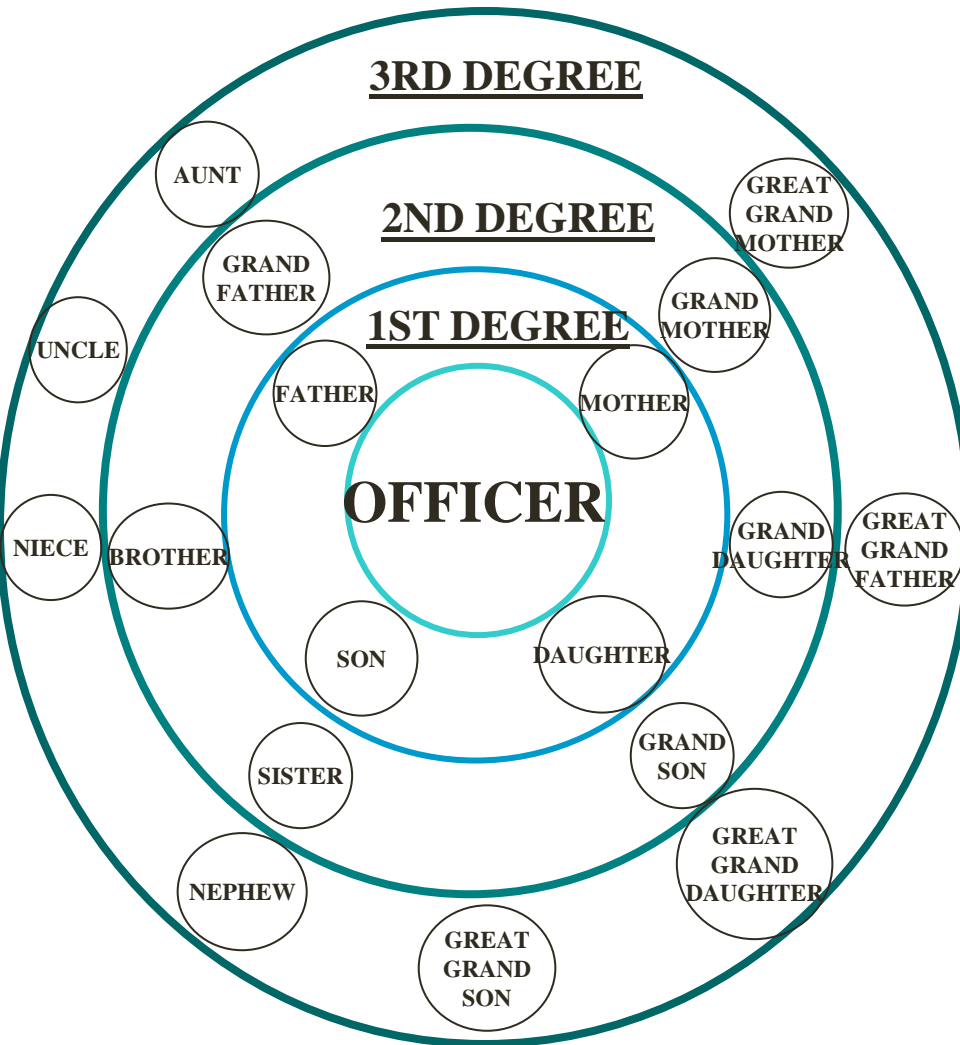 3RD DEGREE
AUNT
GREAT
GRAND
MOTHER
2ND DEGREE
GRAND
FATHER
GRAND
MOTHER
1ST DEGREE
UNCLE
FATHER
MOTHER
OFFICER
NIECE
BROTHER
GRAND
DAUGHTER
GREAT
GRAND
FATHER
SON
DAUGHTER
SISTER
GRAND
SON
NEPHEW
GREAT
GRAND
DAUGHTER
GREAT
GRAND
SON